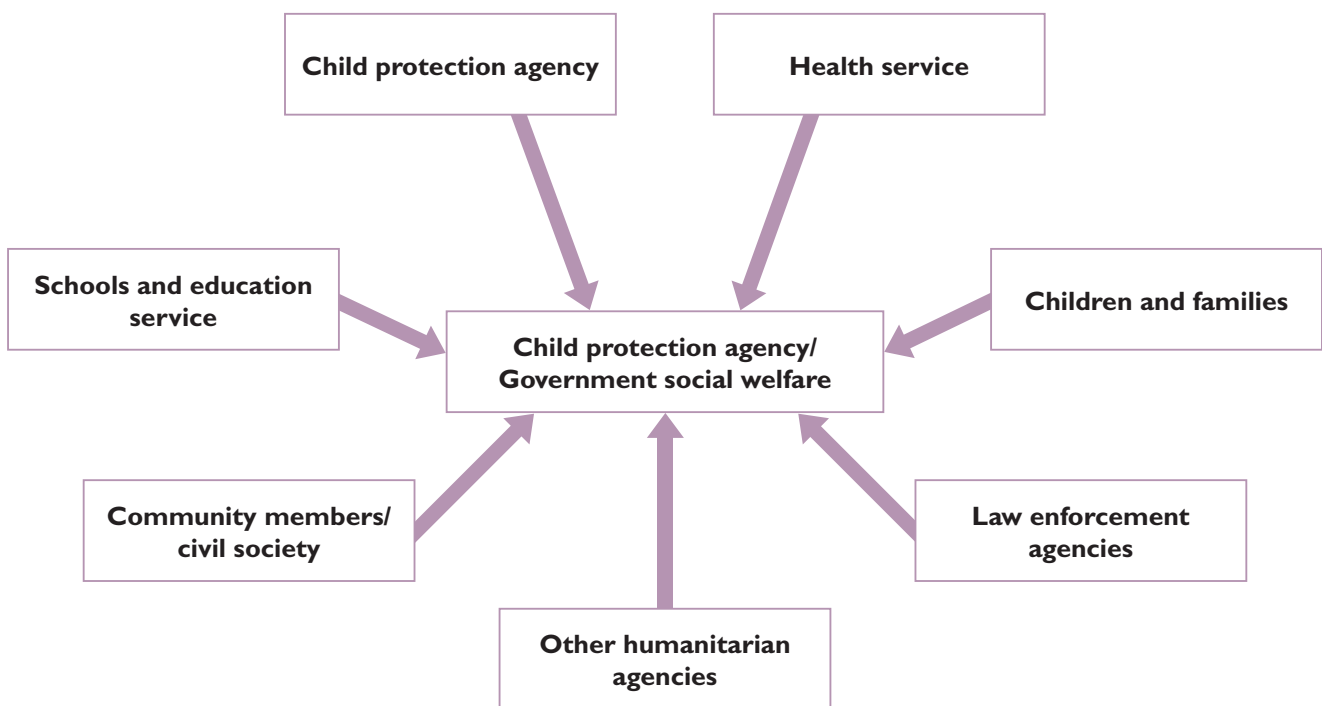 Child protection agency
Health service
Schools and education
service
Children and families
Child protection agency/
Government social welfare
Community members/
civil society
Law enforcement
agencies
Other humanitarian
agencies